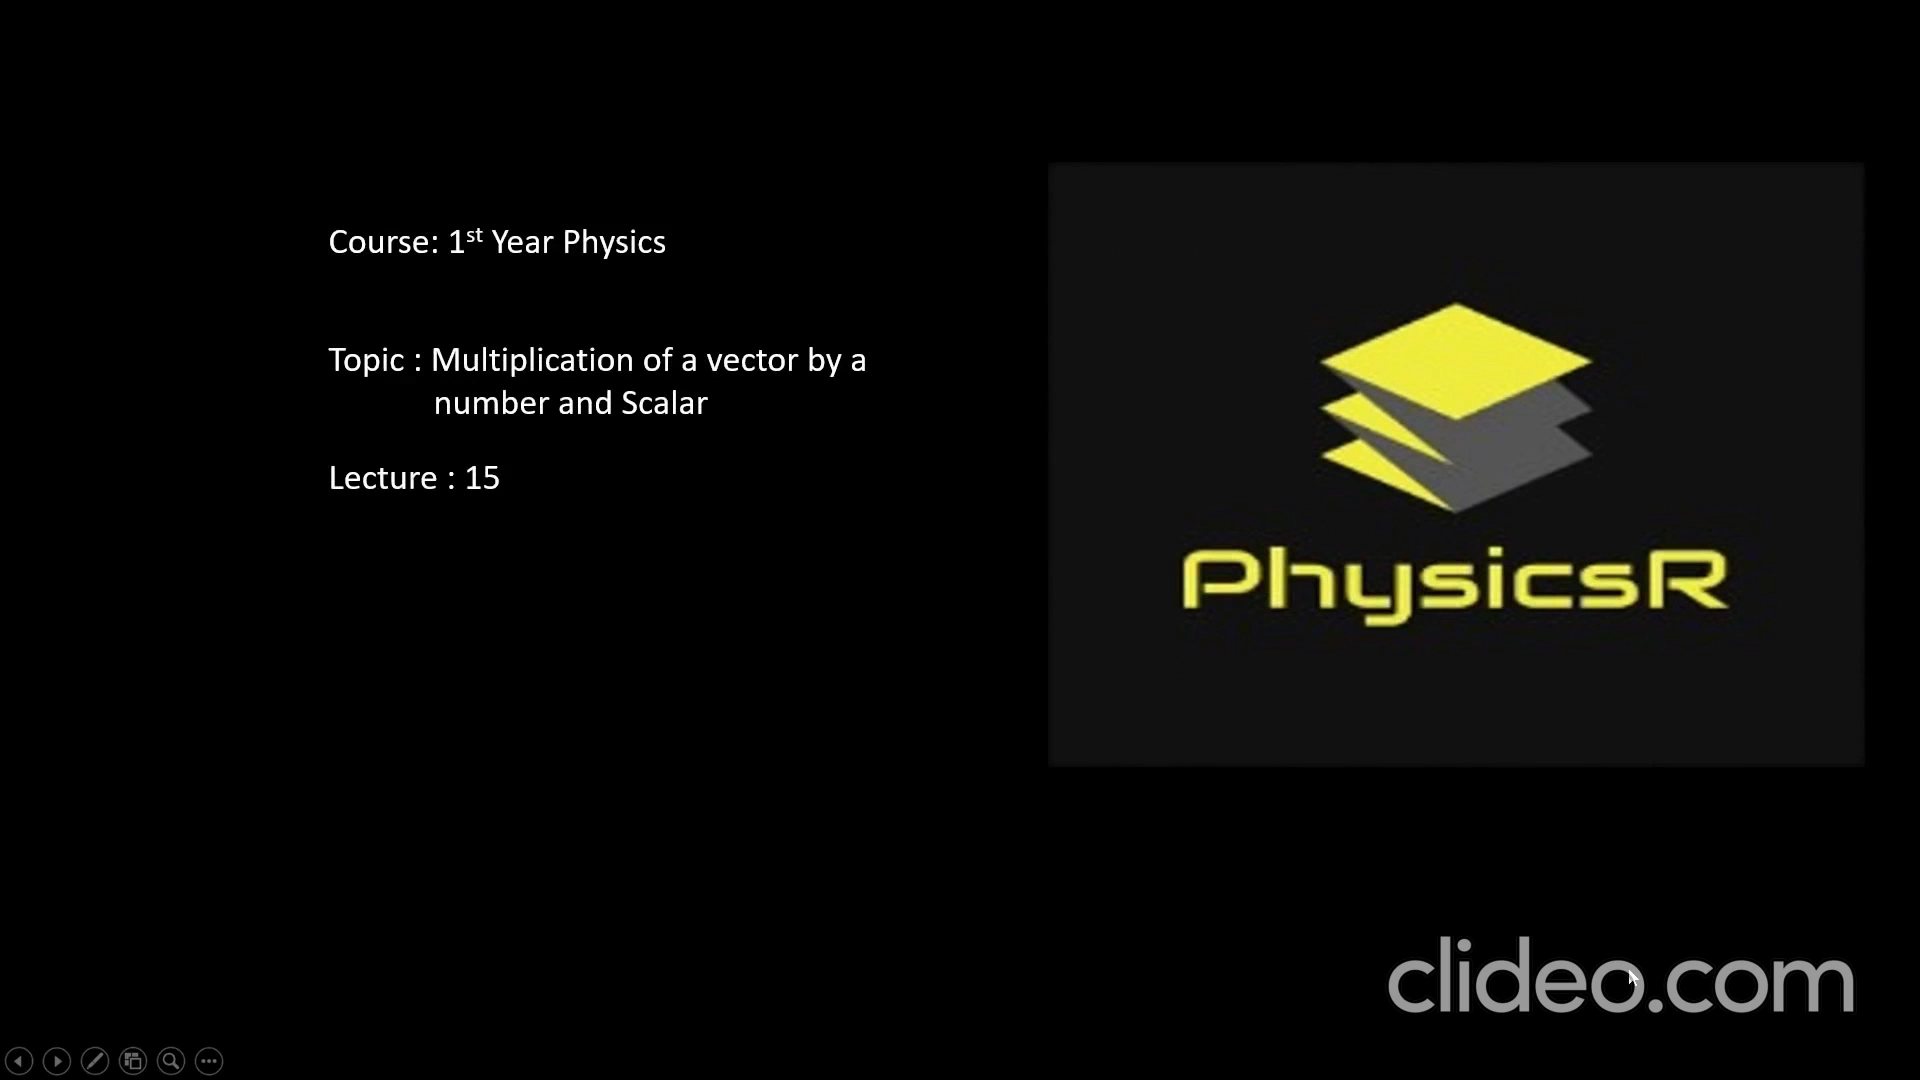 Course: 1st Year Physics
Topic : Multiplication of a vector by a
number and Scalar
Lecture : 15
PhysicsR
clideo.com